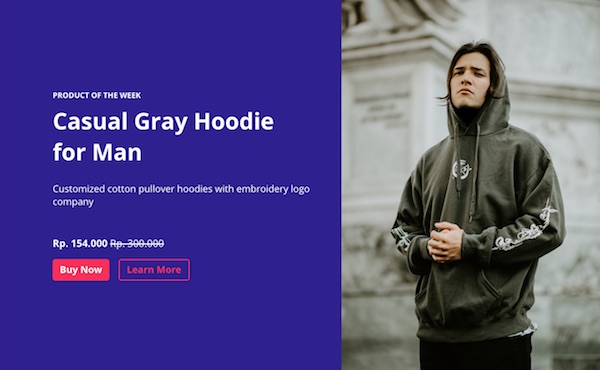 PRODUCT OF THE WEEK
Casual Gray Hoodie
for Man
Customized cotton pullover hoodies with embroidery logo
company
Rp. 154.000 Rp. 300.000
Buy Now Learn More